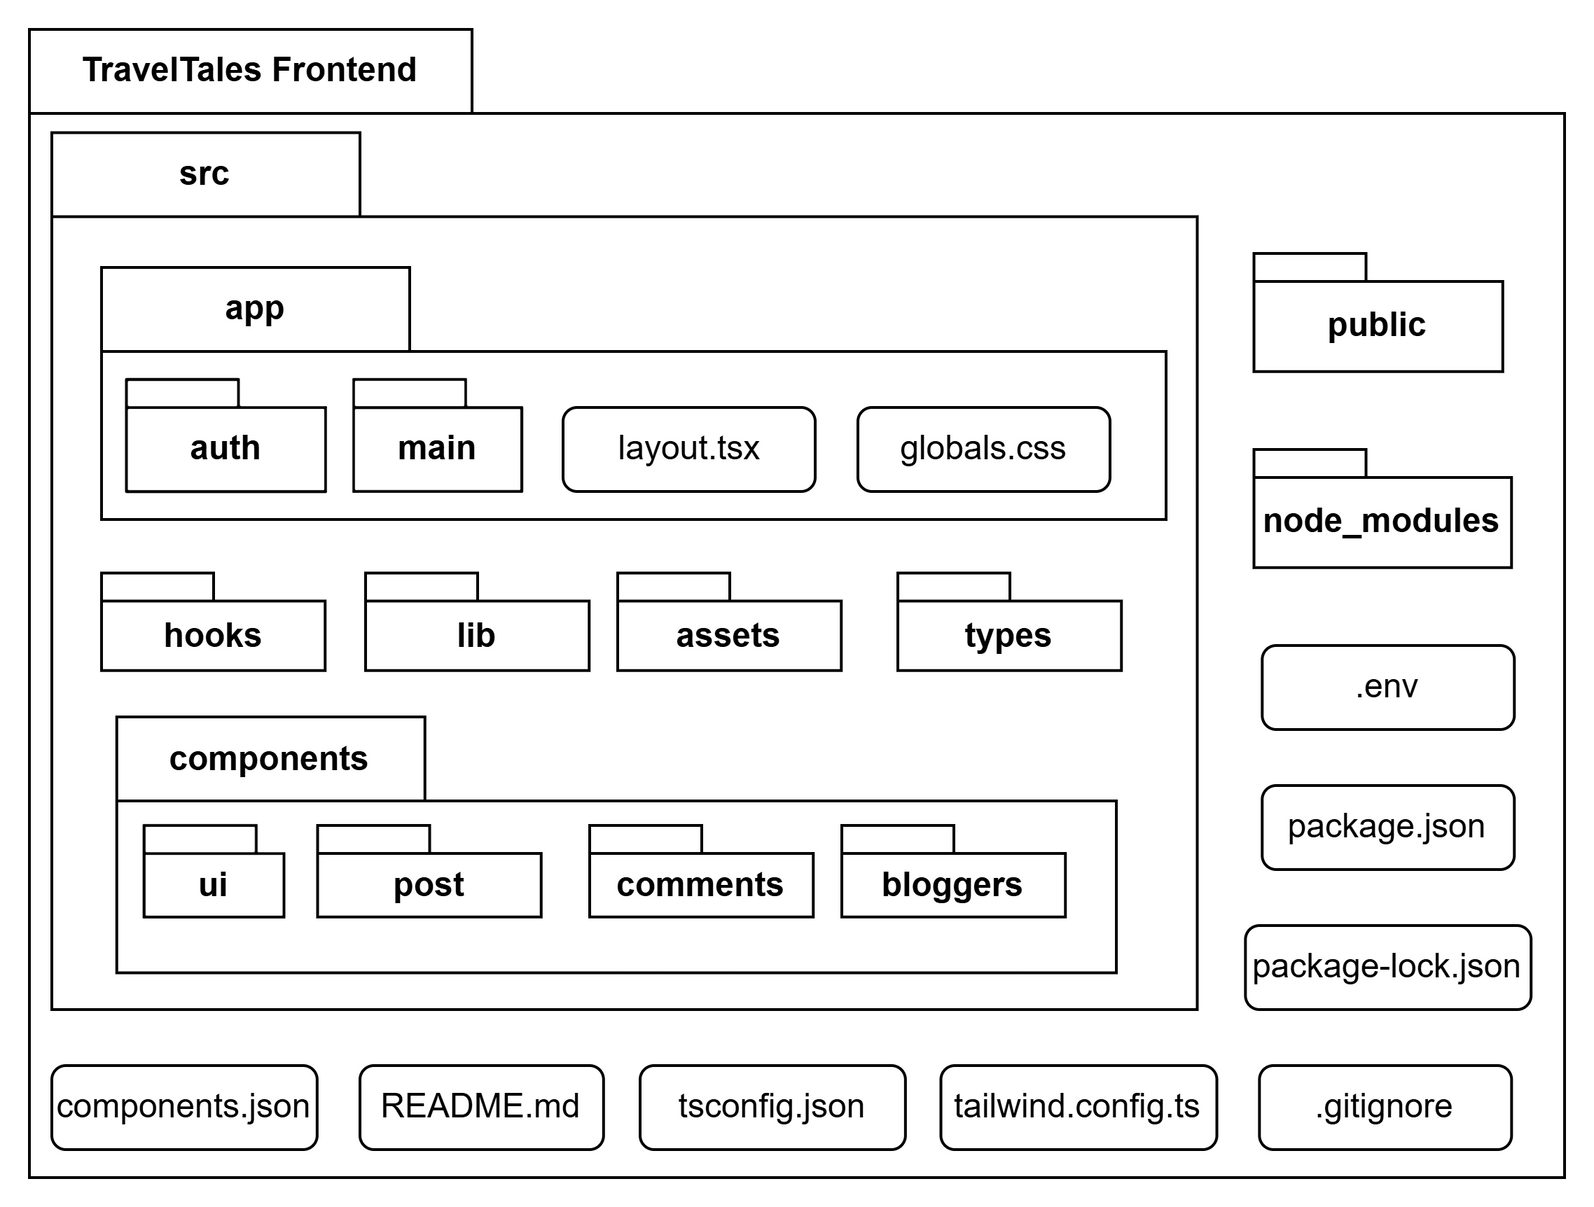 TravelTales Frontend
src
app
auth
main
layout.tsx
globals.css
hooks
lib
assets
types
components
ui
post
comments
bloggers
public
node_modules
.env
package.json
package-lock.json
components.json
README.md
tsconfig.json
tailwind.config.ts
.gitignore